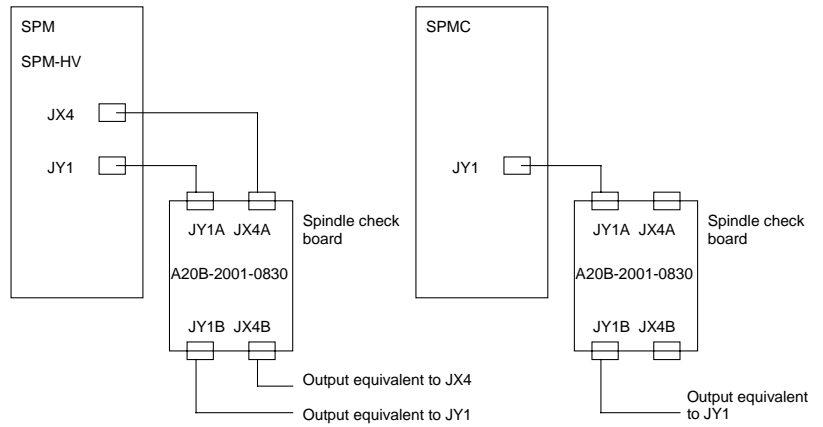 SPM
SPM-HV
JX4
JY1
JY1A JX4A
Spindle check
board
A20B-2001-0830
JY1B JX4B
Output equivalent to JX4
Output equivalent to JY1
SPMC
JY1
JY1A JX4A
Spindle check
board
A20B-2001-0830
JY1B JX4B
Output equivalent
to JY1